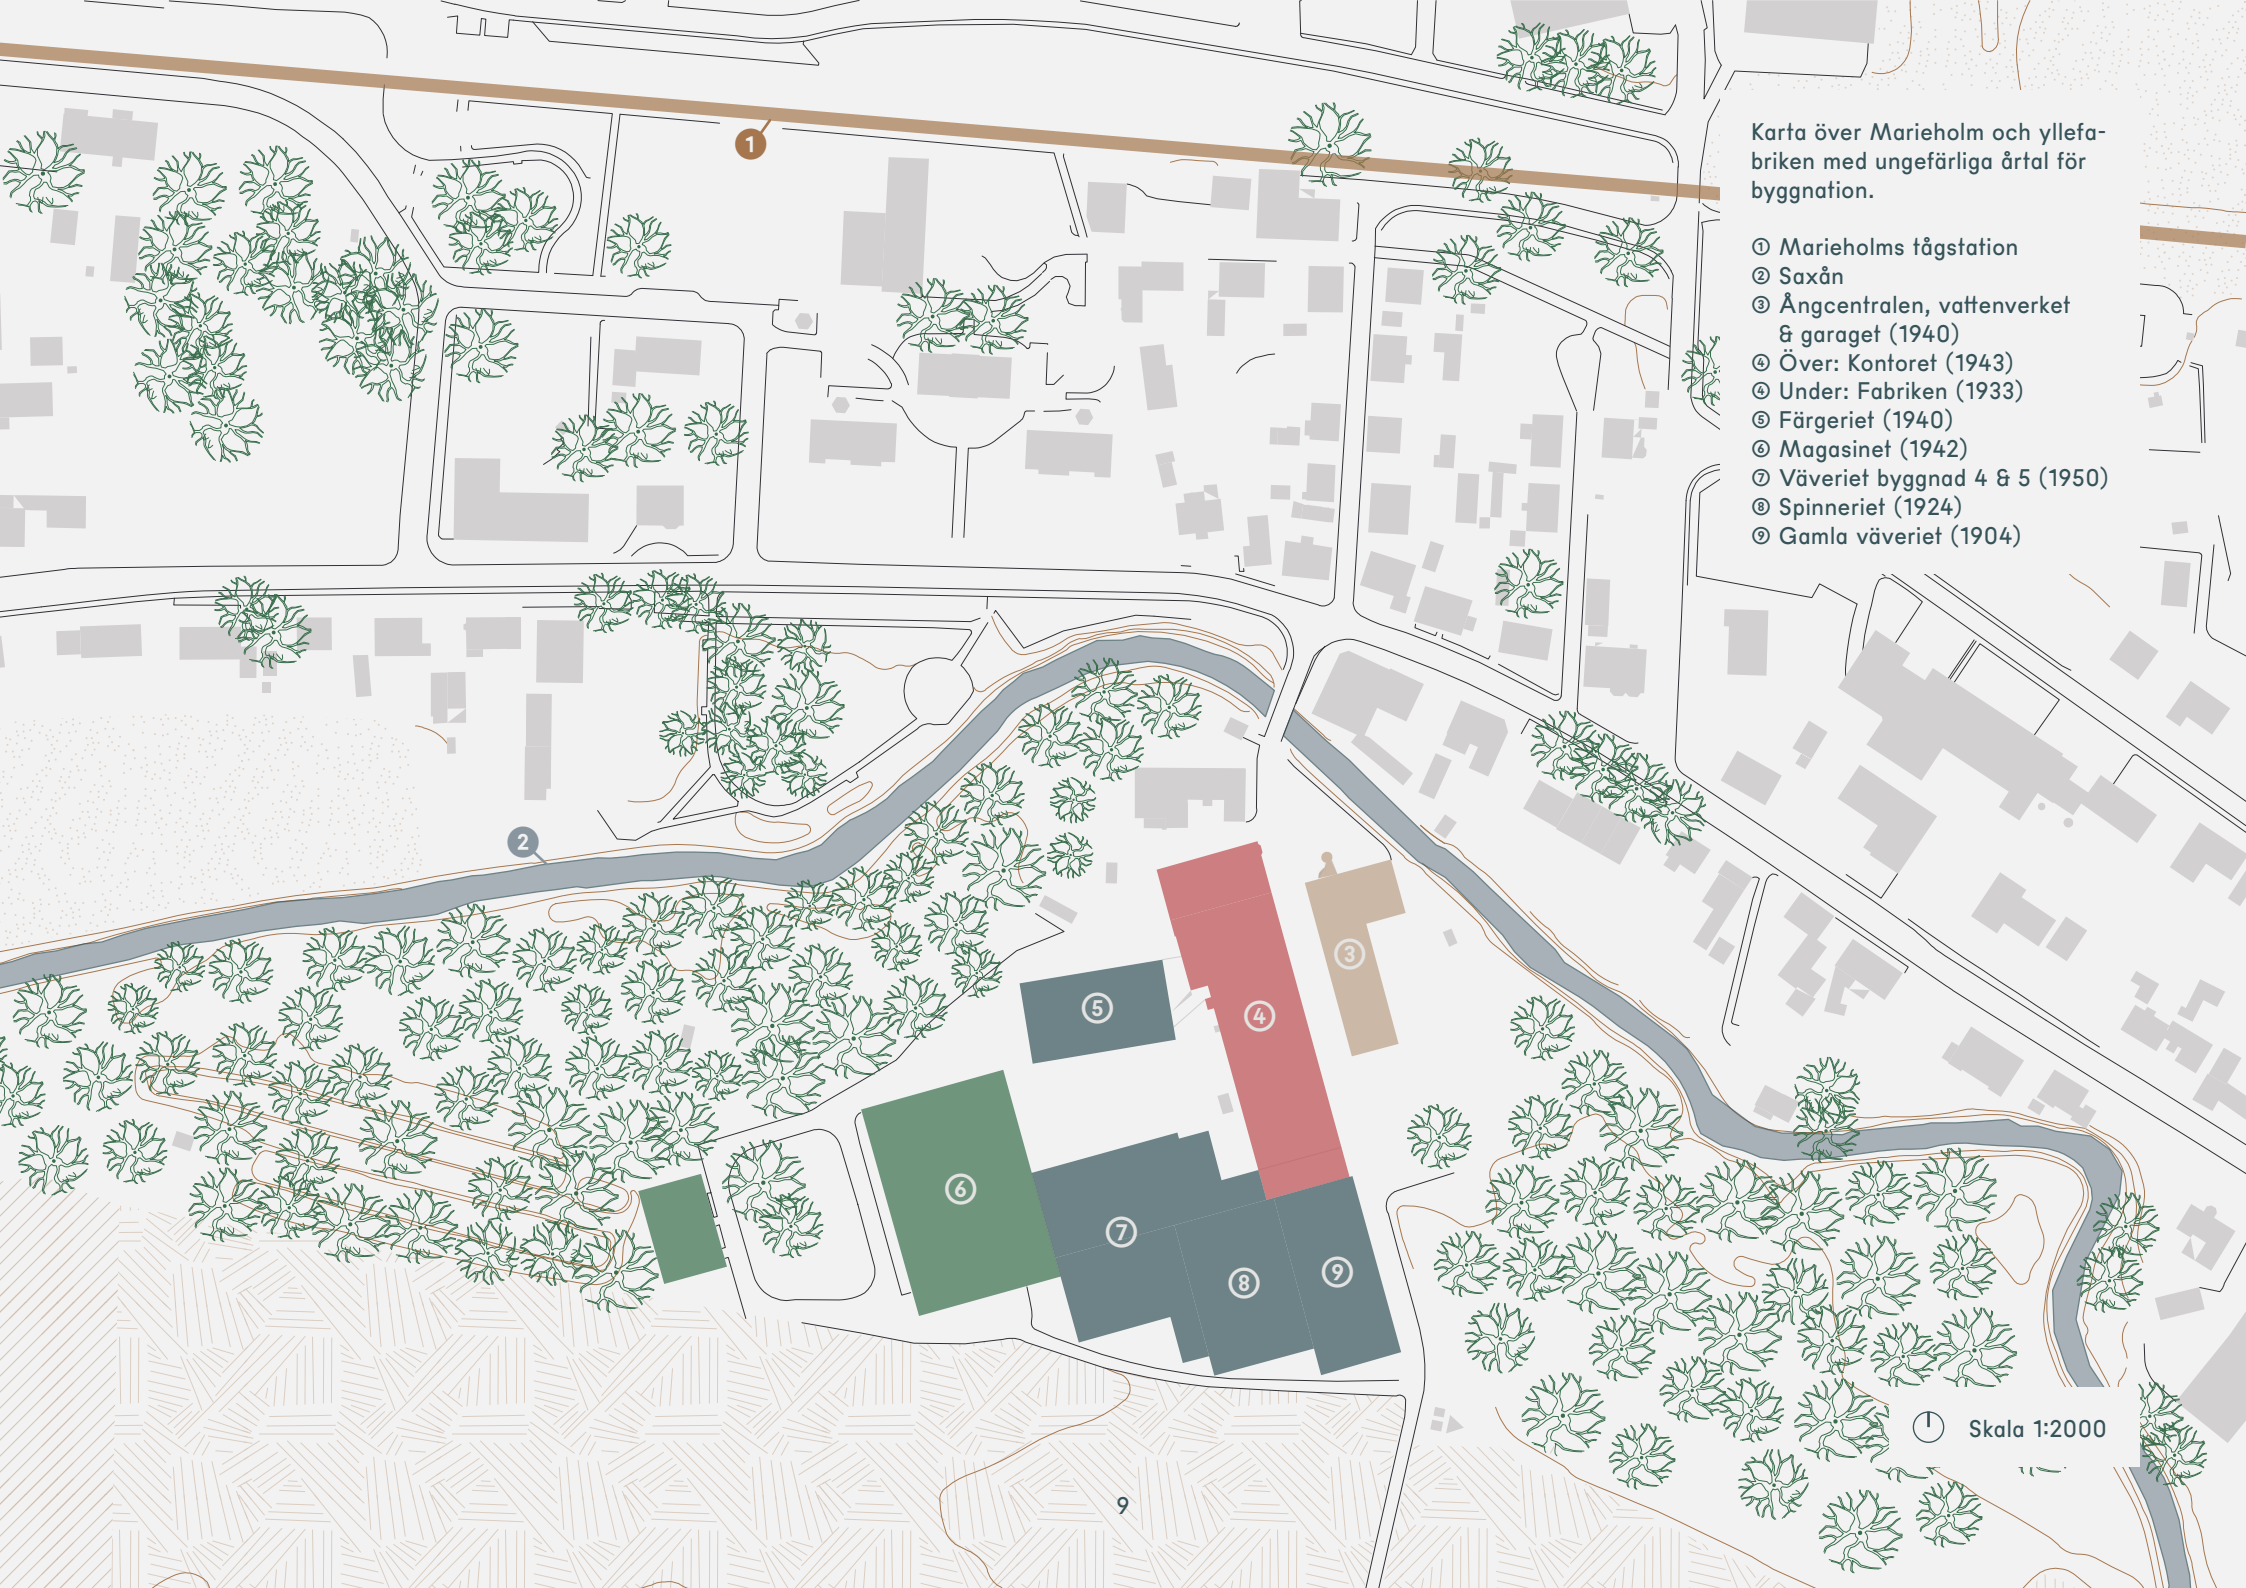 Karta över Marieholm och yllefa-
briken med ungefärliga årtal för
byggnation.
① Marieholms tågstation
② Saxån
③ Ångcentralen, vattenverket
& garaget (1940)
④ Över: Kontoret (1943)
④ Under: Fabriken (1933)
⑤ Färgeriet (1940)
⑥ Magasinet (1942)
⑦ Väveriet byggnad 4 & 5 (1950)
⑧ Spinneriet (1924)
⑨ Gamla väveriet (1904)
1
2
3
4
5
6
7
8
9
Skala 1:2000
9